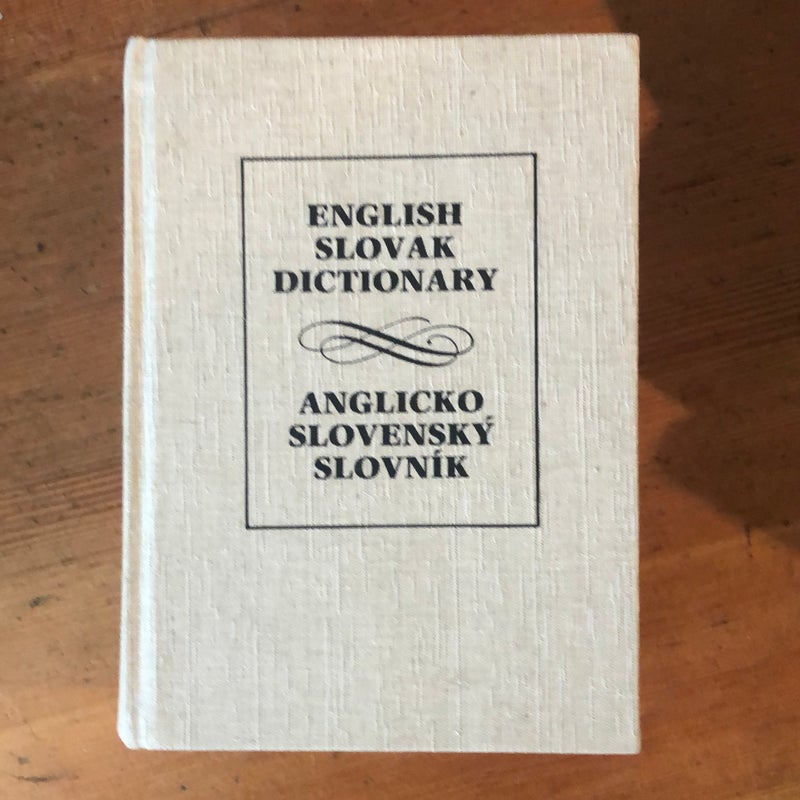 ENGLISH
SLOVAK
DICTIONARY
ANGLICKO
SLOVENSKÝ
SLOVNÍK